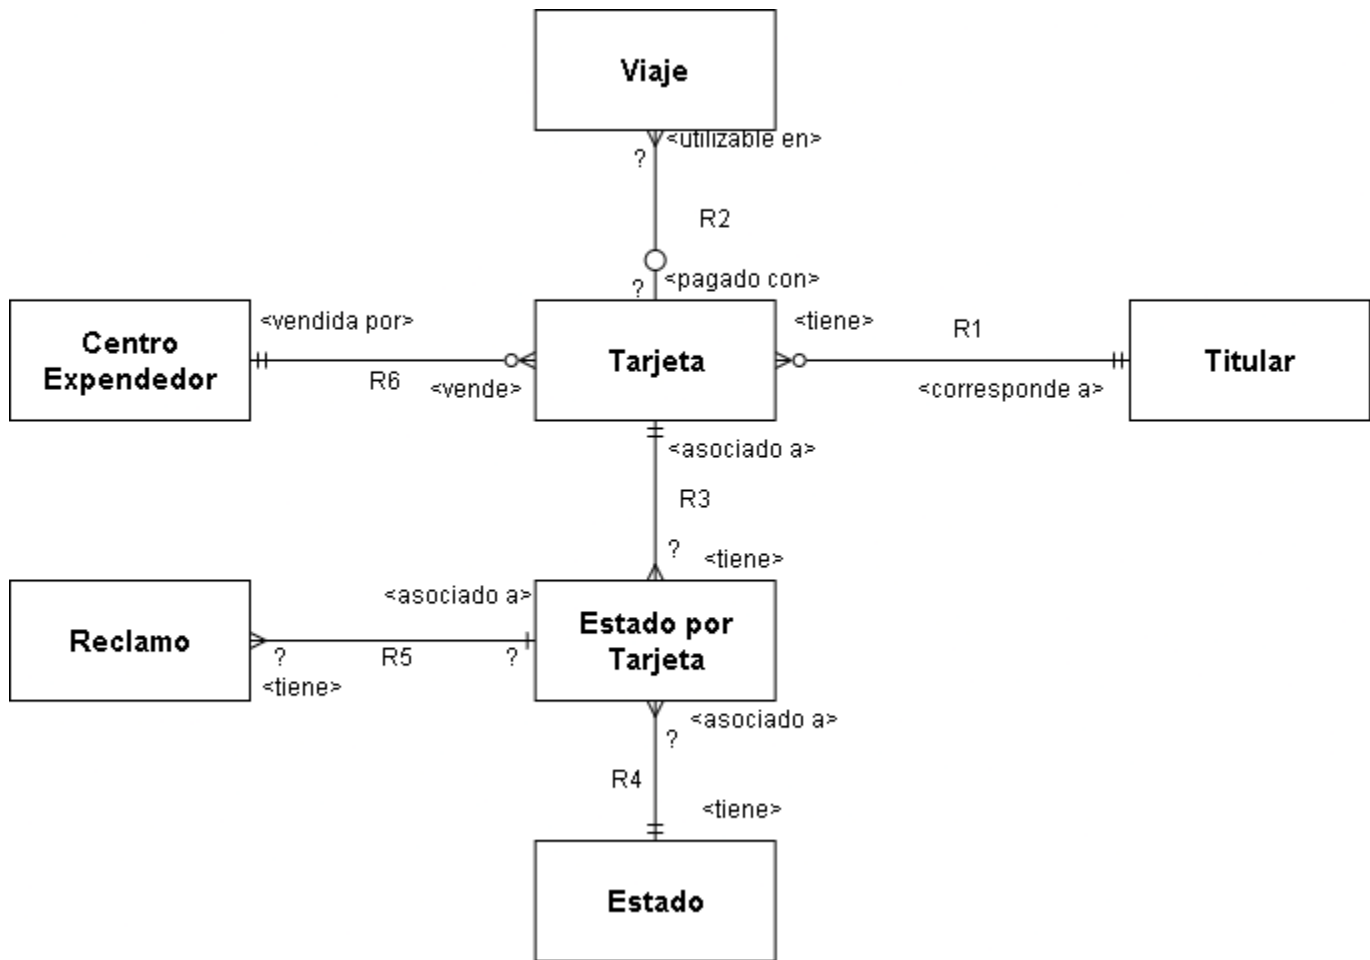 Viaje
<utilizable en>
?
R2
<pagado con>
?
<vendida por>
<tiene>
R1
Centro
Expendedor
Tarjeta
Titular
R6
<vende>
<corresponde a>
<asociado a>
R3
?
<tiene>
<asociado a>
Reclamo
Estado por
Tarjeta
?
R5
?
<tiene>
<asociado a>
?
R4
<tiene>
Estado